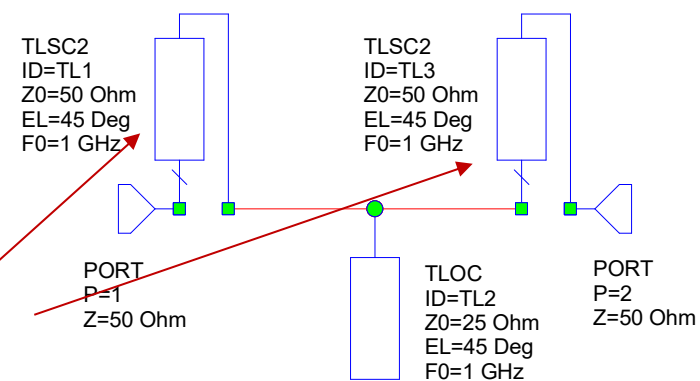 TLSC2
ID=TL1
Z0=50 Ohm
EL=45 Deg
F0=1 GHz
TLSC2
ID=TL3
Z0=50 Ohm
EL=45 Deg
F0=1 GHz
PORT
P=1
Z=50 Ohm
TLOC
ID=TL2
Z0=25 Ohm
EL=45 Deg
F0=1 GHz
PORT
P=2
Z=50 Ohm